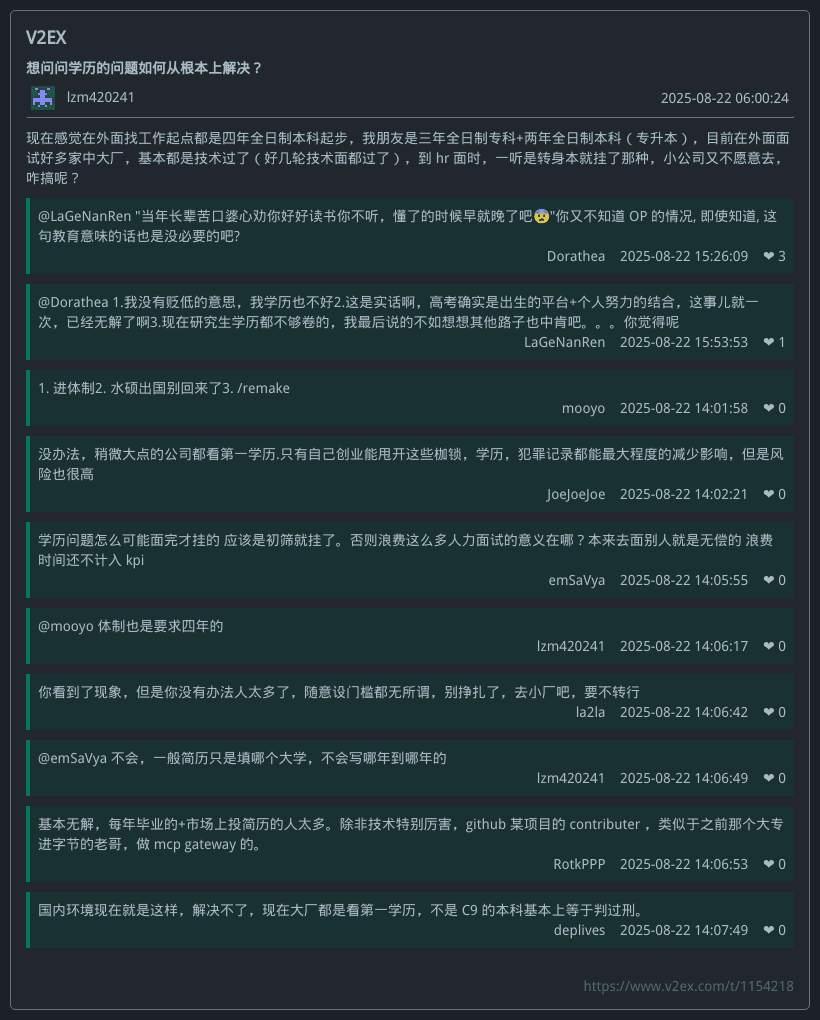 V2EX
想问问学历的问题如何从根本上解决？
lzm420241
2025-08-22 06:00:24
现在感觉在外面找工作起点都是四年全日制本科起步，我朋友是三年全日制专科+两年全日制本科（专升本），目前在外面面
试好多家中大厂，基本都是技术过了（好几轮技术面都过了），到 hr 面时，一听是转身本就挂了那种，小公司又不愿意去，
咋搞呢？
@LaGeNanRen "当年长辈苦口婆心劝你好好读书你不听，懂了的时候早就晚了吧😰"你又不知道 OP 的情况, 即使知道, 这
句教育意味的话也是没必要的吧?
Dorathea 2025-08-22 15:26:09 ❤ 3
@Dorathea 1.我没有贬低的意思，我学历也不好2.这是实话啊，高考确实是出生的平台+个人努力的结合，这事儿就一
次，已经无解了啊3.现在研究生学历都不够卷的，我最后说的不如想想其他路子也中肯吧。。。你觉得呢
LaGeNanRen 2025-08-22 15:53:53 ❤ 1
1. 进体制2. 水硕出国别回来了3. /remake
mooyo 2025-08-22 14:01:58 ❤ 0
没办法，稍微大点的公司都看第一学历.只有自己创业能甩开这些枷锁，学历，犯罪记录都能最大程度的减少影响，但是风
险也很高
JoeJoeJoe 2025-08-22 14:02:21 ❤ 0
学历问题怎么可能面完才挂的 应该是初筛就挂了。否则浪费这么多人力面试的意义在哪？本来去面别人就是无偿的 浪费
时间还不计入 kpi
emSaVya 2025-08-22 14:05:55 ❤ 0
@mooyo 体制也是要求四年的
lzm420241 2025-08-22 14:06:17 ❤ 0
你看到了现象，但是你没有办法人太多了，随意设门槛都无所谓，别挣扎了，去小厂吧，要不转行
la2la 2025-08-22 14:06:42 ❤ 0
@emSaVya 不会，一般简历只是填哪个大学，不会写哪年到哪年的
lzm420241 2025-08-22 14:06:49 ❤ 0
基本无解，每年毕业的+市场上投简历的人太多。除非技术特别厉害，github 某项目的 contributer ，类似于之前那个大专
进字节的老哥，做 mcp gateway 的。
RotkPPP 2025-08-22 14:06:53 ❤ 0
国内环境现在就是这样，解决不了，现在大厂都是看第一学历，不是 C9 的本科基本上等于判过刑。
deplives 2025-08-22 14:07:49 ❤ 0
https://www.v2ex.com/t/1154218